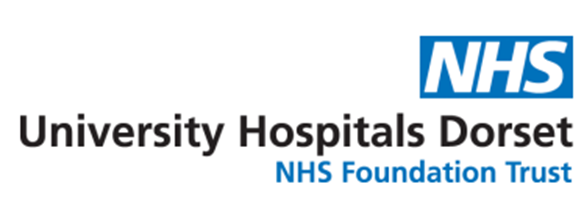 NHS
University Hospitals Dorset
NHS Foundation Trust